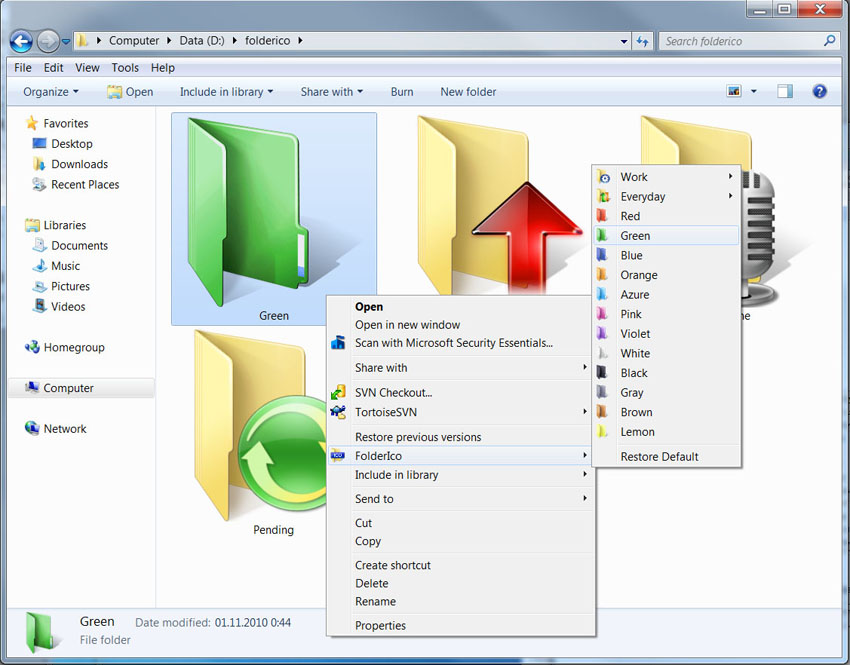 Computer
Data (D:)
folderico
Search folderico
File Edit View Tools Help
Organize Open Include in library Share with Burn New folder
Favorites
Desktop
Downloads
Recent Places
Libraries
Documents
Music
Pictures
Videos
Homegroup
Computer
Network
Green
Pending
Open
Open in new window
Scan with Microsoft Security Essentials...
Share with
SVN Checkout...
TortoiseSVN
Restore previous versions
ICO
FolderIco
Include in library
Send to
Cut
Copy
Create shortcut
Delete
Rename
Properties
Work
Everyday
Red
Green
Blue
Orange
Azure
Pink
Violet
White
Black
Gray
Brown
Lemon
Restore Default
Green Date modified: 01.11.2010 0:44
File folder